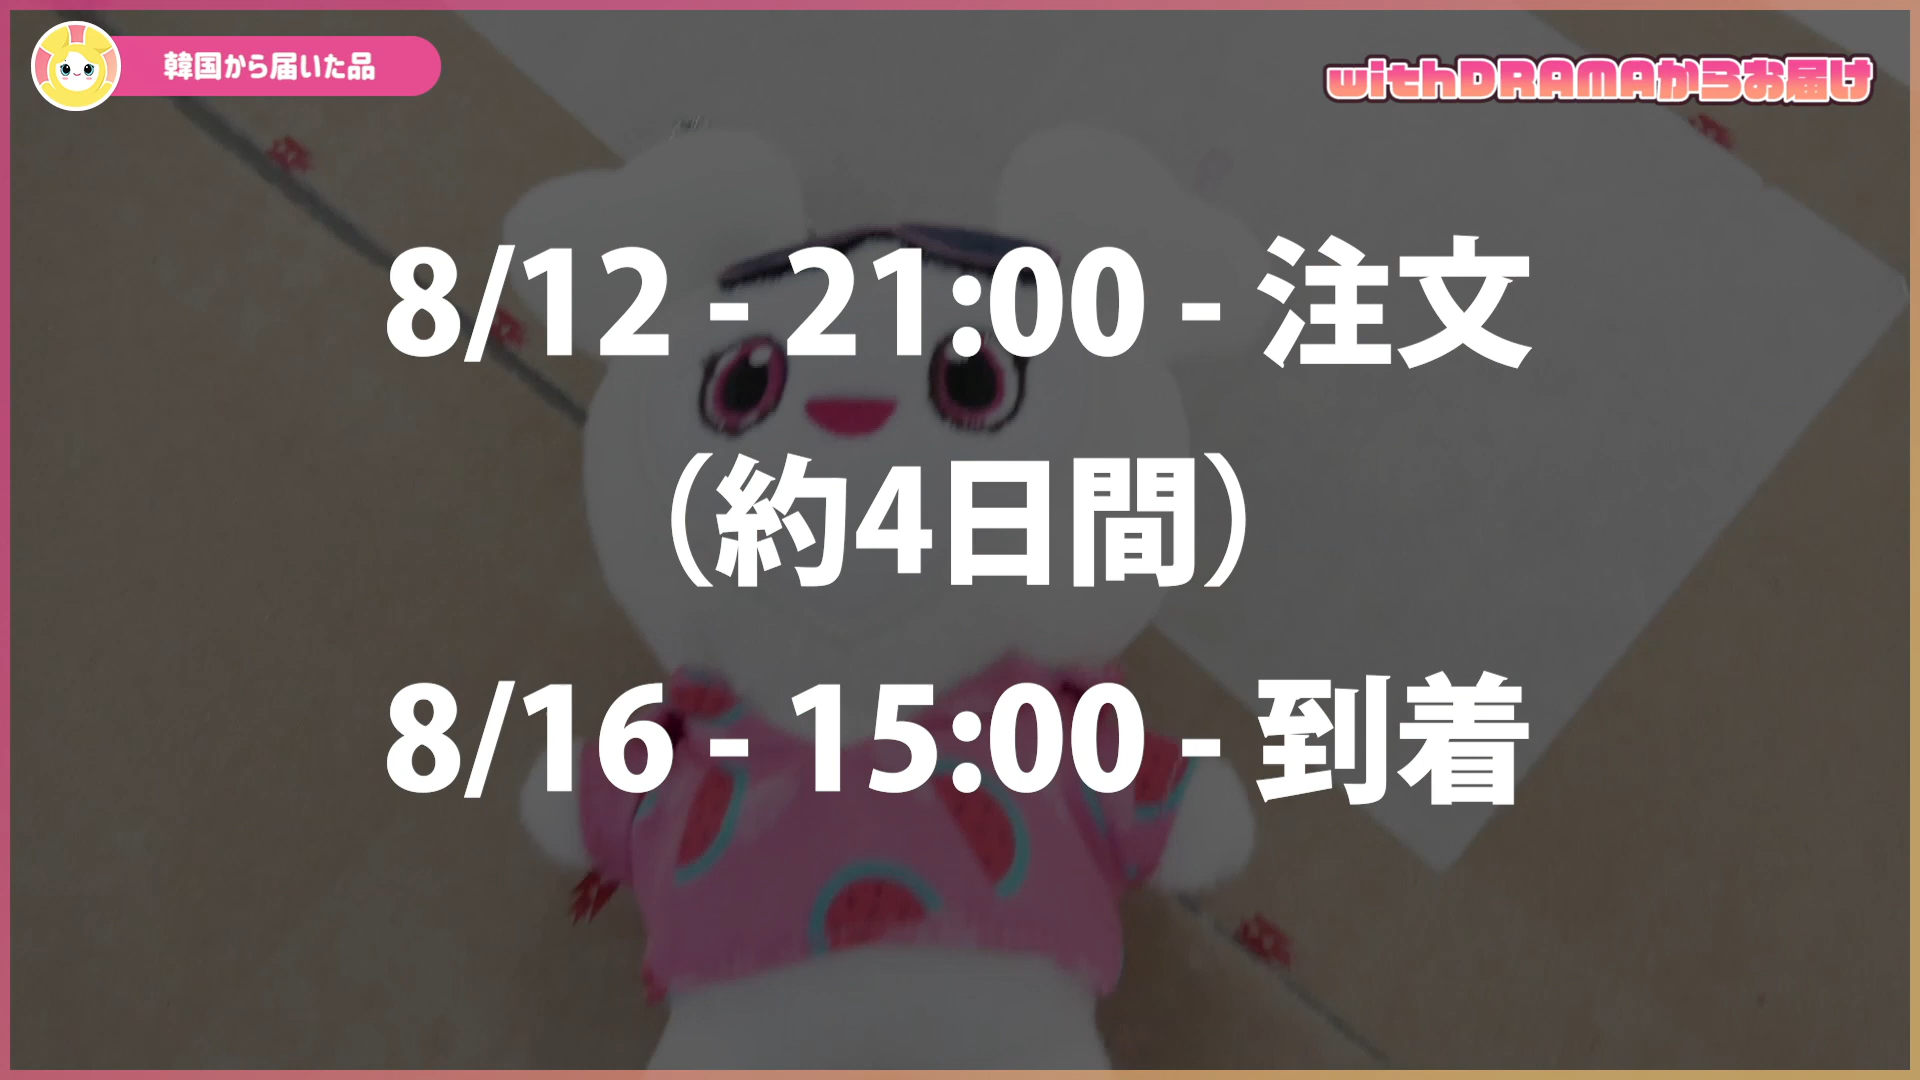 韓国から届いた品
withDRAMAからお届け
8/12 - 21:00 - 注文
（約4日間）
8/16 - 15:00 - 到着